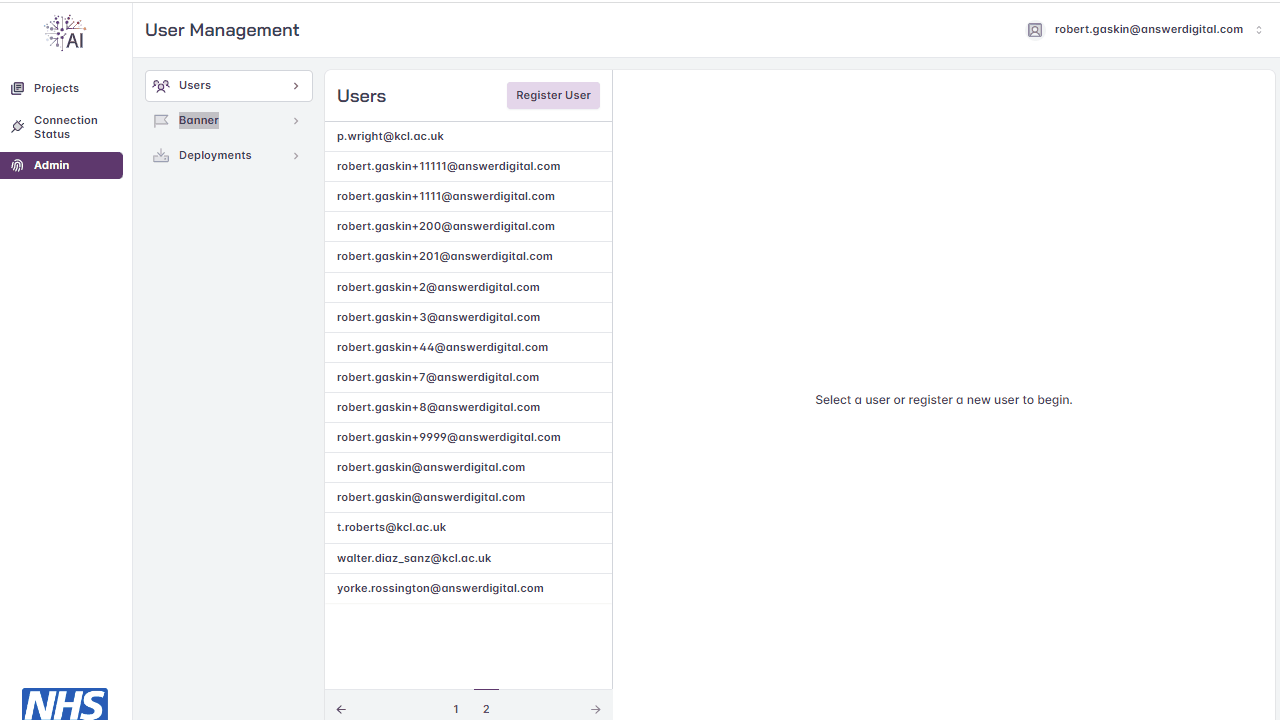 AI
User Management
robert.gaskin@answerdigital.com
Projects
Connection
Status
Admin
Users
Banner
Deployments
Users
Register User
p.wright@kcl.ac.uk
robert.gaskin+11111@answerdigital.com
robert.gaskin+1111@answerdigital.com
robert.gaskin+200@answerdigital.com
robert.gaskin+201@answerdigital.com
robert.gaskin+2@answerdigital.com
robert.gaskin+3@answerdigital.com
robert.gaskin+44@answerdigital.com
robert.gaskin+7@answerdigital.com
robert.gaskin+8@answerdigital.com
robert.gaskin+9999@answerdigital.com
robert.gaskin@answerdigital.com
robert.gaskin@answerdigital.com
t.roberts@kcl.ac.uk
walter.diaz_sanz@kcl.ac.uk
yorke.rossington@answerdigital.com
Select a user or register a new user to begin.
1 2
NHS